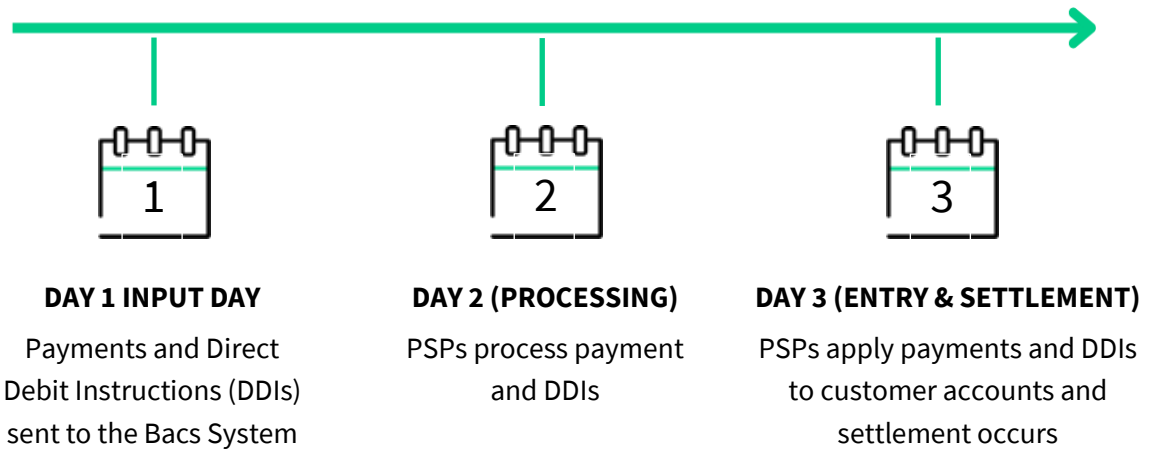 1
2
3
DAY 1 INPUT DAY
Payments and Direct
Debit Instructions (DDIs)
sent to the Bacs System
DAY 2 (PROCESSING)
PSPs process payment
and DDIs
DAY 3 (ENTRY & SETTLEMENT)
PSPs apply payments and DDIs
to customer accounts and
settlement occurs